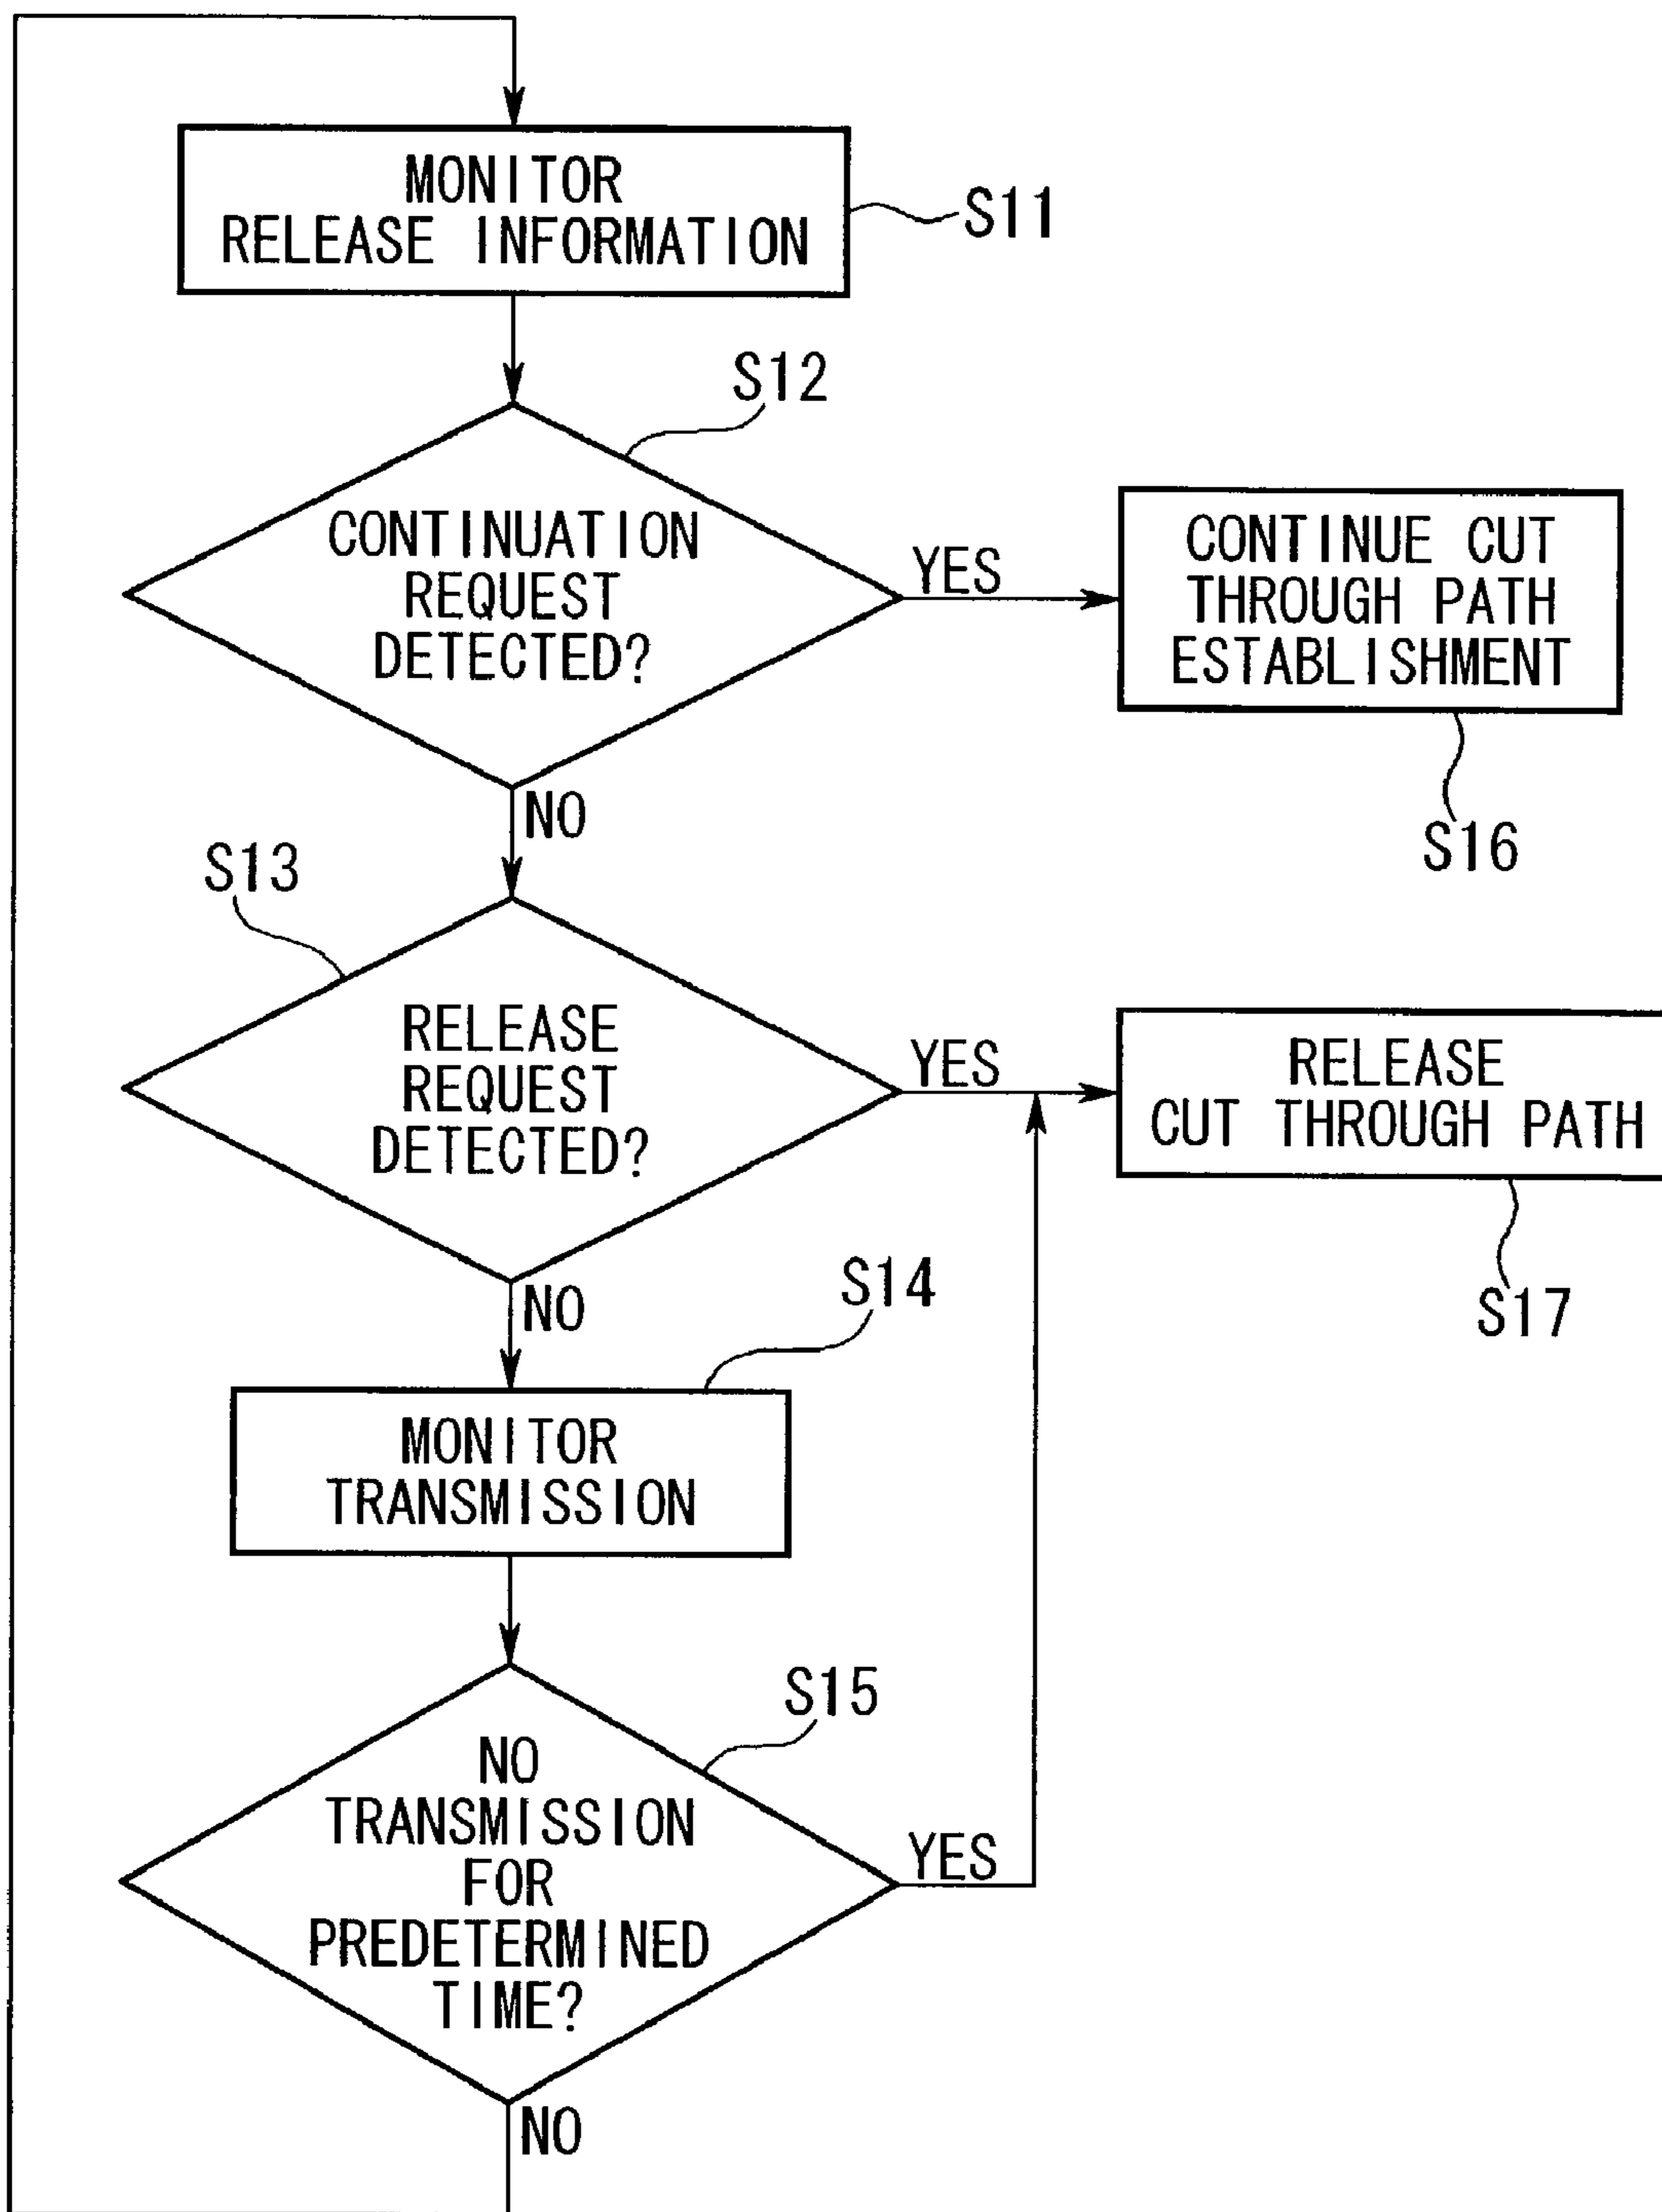 MONITOR
RELEASE INFORMATION
S11
S12
CONTINUATION
REQUEST
DETECTED?
YES
CONTINUE CUT
THROUGH PATH
ESTABLISHMENT
S16
NO
S13
RELEASE
REQUEST
DETECTED?
YES
RELEASE
CUT THROUGH PATH
S17
NO
S14
MONITOR
TRANSMISSION
S15
NO
TRANSMISSION
FOR
PREDETERMINED
TIME?
YES
NO